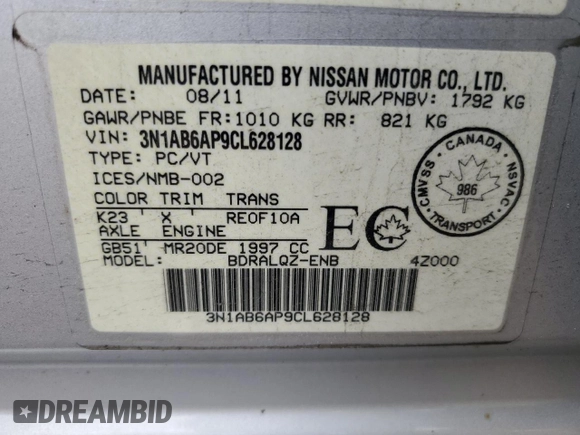 MANUFACTURED BY NISSAN MOTOR CO., LTD.
DATE: 08/11 GVWR/PNBV: 1792 KG
GAWR/PNBE FR:1010 KG RR: 821 KG
VIN: 3N1AB6AP9CL628128
TYPE: PC/VT
ICES/NMB-002
COLOR TRIM TRANS
K23 X REOF10A
AXLE ENGINE
GB51 MR20DE 1997 CC
MODEL: BDRALQZ-ENB 4Z000
EC
CMVSS · CANADA · NSVAC · TRANSPORT ·
986
3N1AB6AP9CL628128
DREAMBID